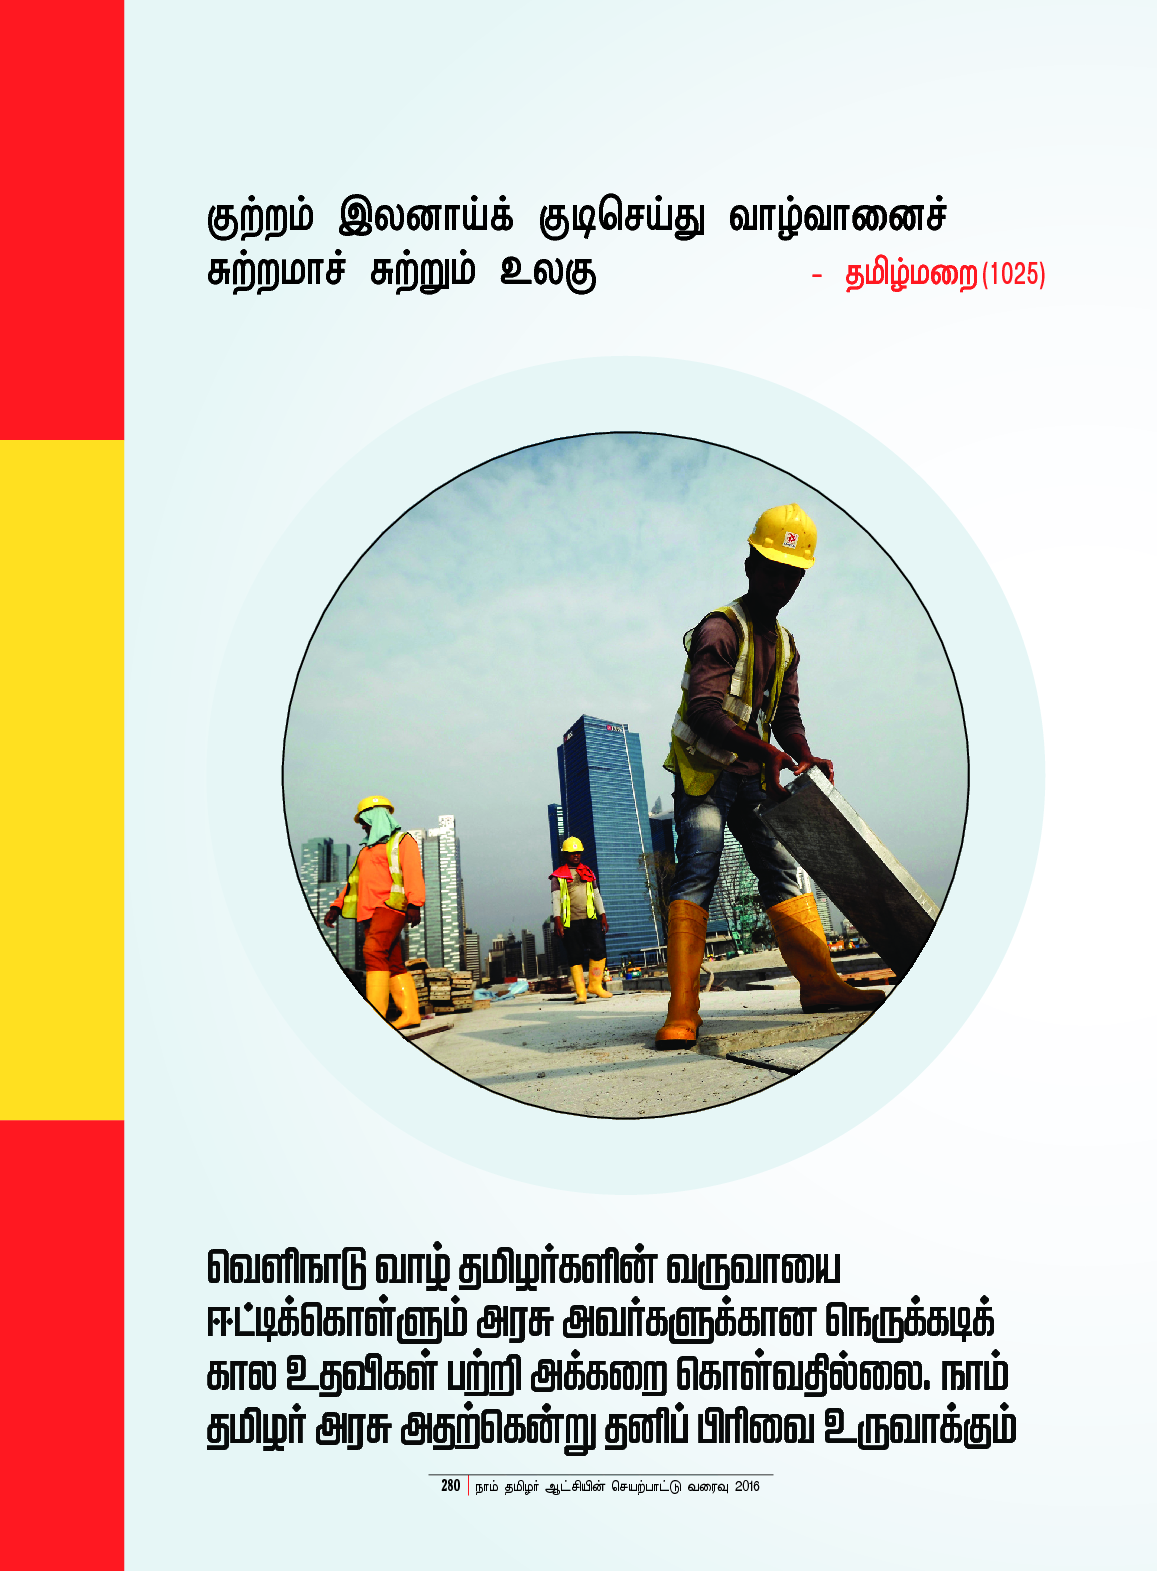 குற்றம் இலனாய்க் குடிசெய்து வாழ்வானைச்
சுற்றமாச் சுற்றும் உலகு - தமிழ்மறை (1025)
வெளிநாடு வாழ் தமிழர்களின் வருவாயை
ஈட்டிக்கொள்ளும் அரசு அவர்களுக்கான நெருக்கடிக்
கால உதவிகள் பற்றி அக்கறை கொள்வதில்லை. நாம்
தமிழர் அரசு அதற்கென்று தனிப் பிரிவை உருவாக்கும்
280 | நாம் தமிழர் ஆட்சியின் செயற்பாட்டு வரைவு 2016